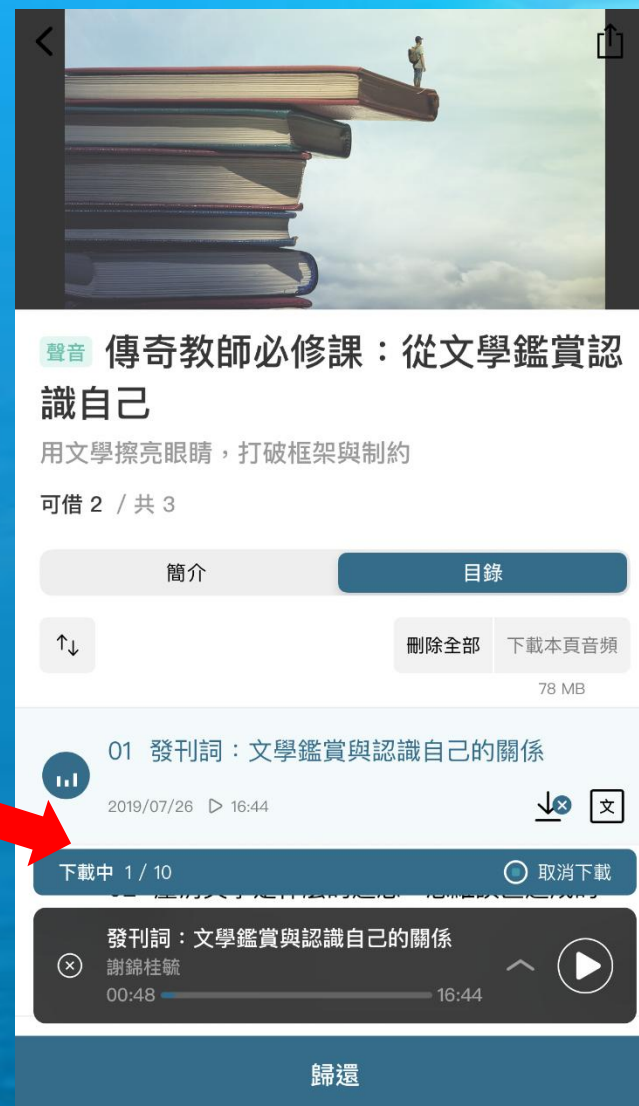 聲音 傳奇教師必修課：從文學鑑賞認
識自己
用文學擦亮眼睛，打破框架與制約
可借 2 / 共 3
簡介 目錄
↑↓ 刪除全部 下載本頁音頻
78 MB
01 發刊詞：文學鑑賞與認識自己的關係
2019/07/26 ▷ 16:44 文
下載中 1 / 10 取消下載
發刊詞：文學鑑賞與認識自己的關係
謝錦桂毓
00:48 16:44
歸還